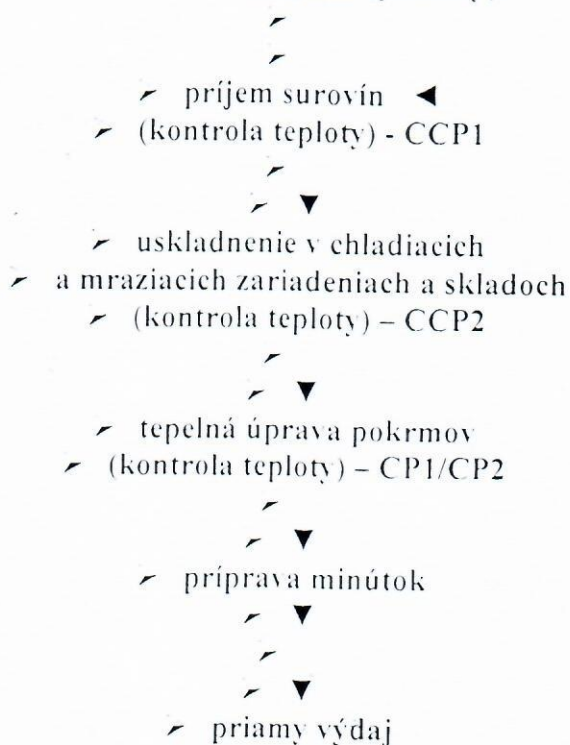 príjem surovín
(kontrola teploty) - CCP1
uskladnenie v chladiacich
a mraziacich zariadeniach a skladoch
(kontrola teploty) – CCP2
tepelná úprava pokrmov
(kontrola teploty) – CP1/CP2
príprava minútok
priamy výdaj